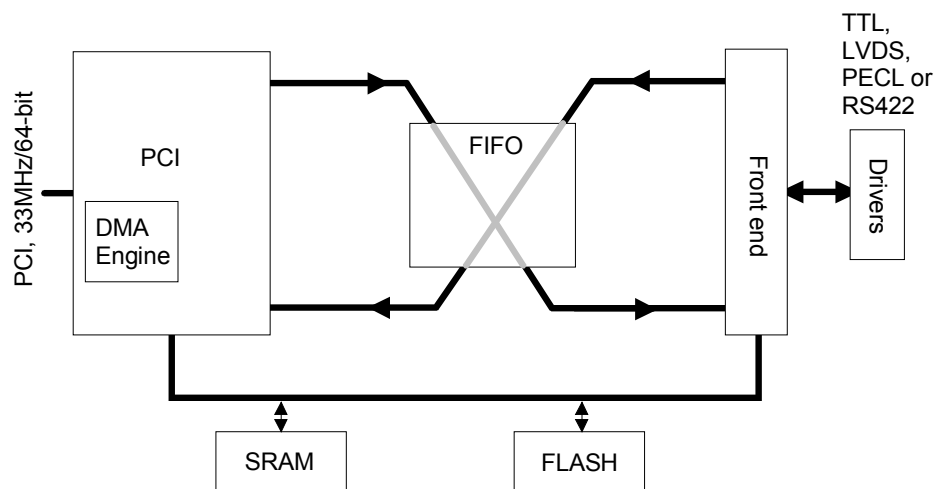 TTL,
LVDS,
PECL or
RS422
PCI, 33MHz/64-bit
PCI
DMA
Engine
FIFO
Front end
Drivers
SRAM
FLASH